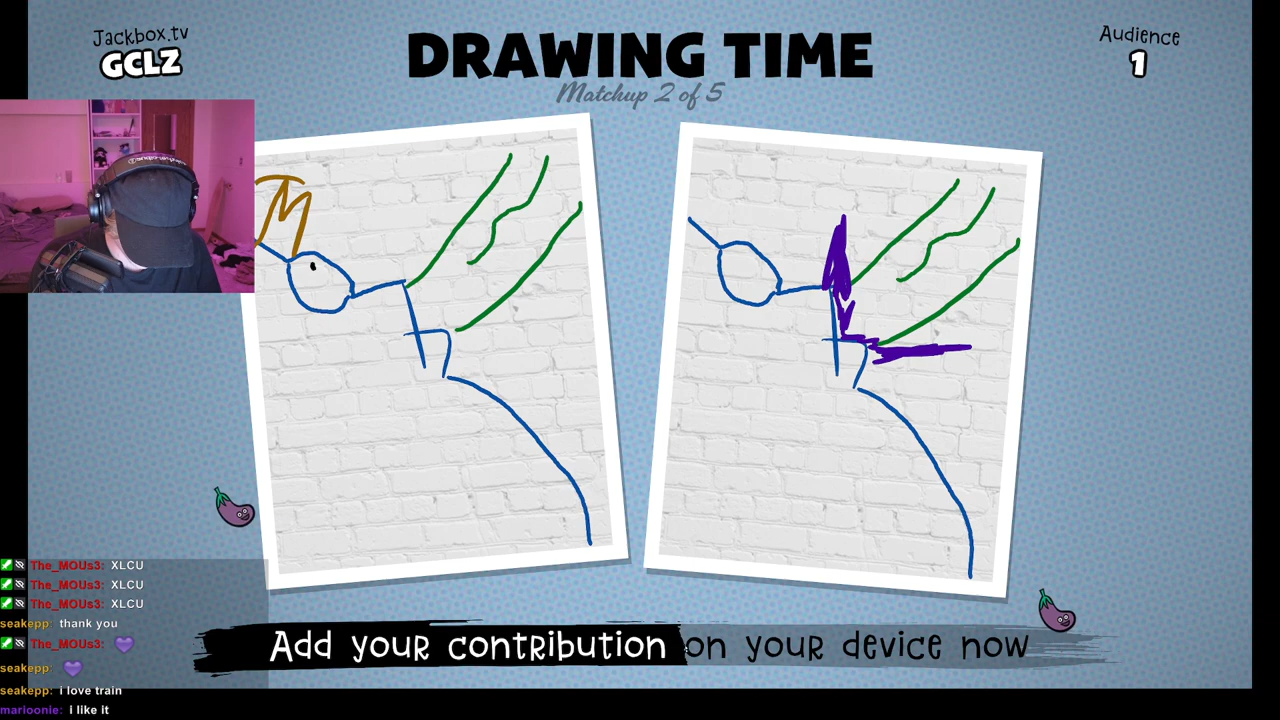 Jackbox.tv
GCLZ
DRAWING TIME
Matchup 2 of 5
Audience
1
The_MOUs3: XLCU
The_MOUs3: XLCU
The_MOUs3: XLCU
seakepp: thank you
The_MOUs3:
seakepp:
seakepp: i love train
marioonie: i like it
Add your contribution on your device now